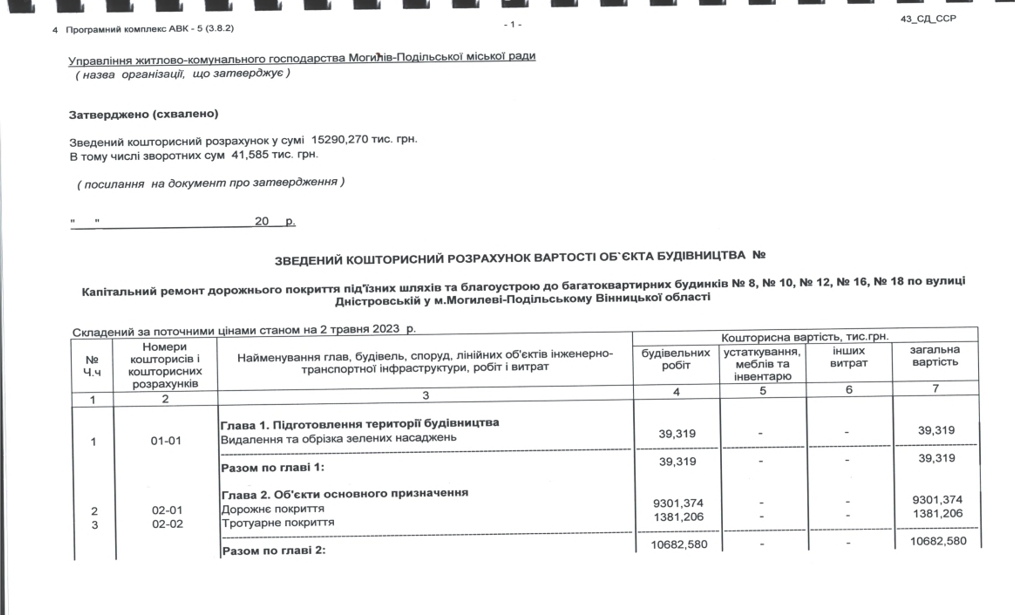 4 Програмний комплекс АВК - 5 (3.8.2)
- 1 -
43_СД_ССР
Управління житлово-комунального господарства Могилів-Подільської міської ради
( назва організації, що затверджує )
Затверджено (схвалено)
Зведений кошторисний розрахунок у сумі 15290,270 тис. грн.
В тому числі зворотних сум 41,585 тис. грн.
( посилання на документ про затвердження )
" " 20 р.
ЗВЕДЕНИЙ КОШТОРИСНИЙ РОЗРАХУНОК ВАРТОСТІ ОБ`ЄКТА БУДІВНИЦТВА №
Капітальний ремонт дорожнього покриття під'їзних шляхів та благоустрою до багатоквартирних будинків № 8, № 10, № 12, № 16, № 18 по вулиці
Дністровській у м.Могилеві-Подільському Вінницької області
Складений за поточними цінами станом на 2 травня 2023 р.
№
Ч.ч
Номери
кошторисів і
кошторисних
розрахунків
Найменування глав, будівель, споруд, лінійних об'єктів інженерно-
транспортної інфраструктури, робіт і витрат
Кошторисна вартість, тис.грн.
будівельних
робіт
устаткування,
меблів та
інвентарю
інших
витрат
загальна
вартість
1 2 3 4 5 6 7
Глава 1. Підготовлення території будівництва
1 01-01 Видалення та обрізка зелених насаджень 39,319 - - 39,319
Разом по главі 1: 39,319 - - 39,319
Глава 2. Об'єкти основного призначення
2 02-01 Дорожнє покриття 9301,374 - - 9301,374
3 02-02 Тротуарне покриття 1381,206 - - 1381,206
Разом по главі 2: 10682,580 - - 10682,580